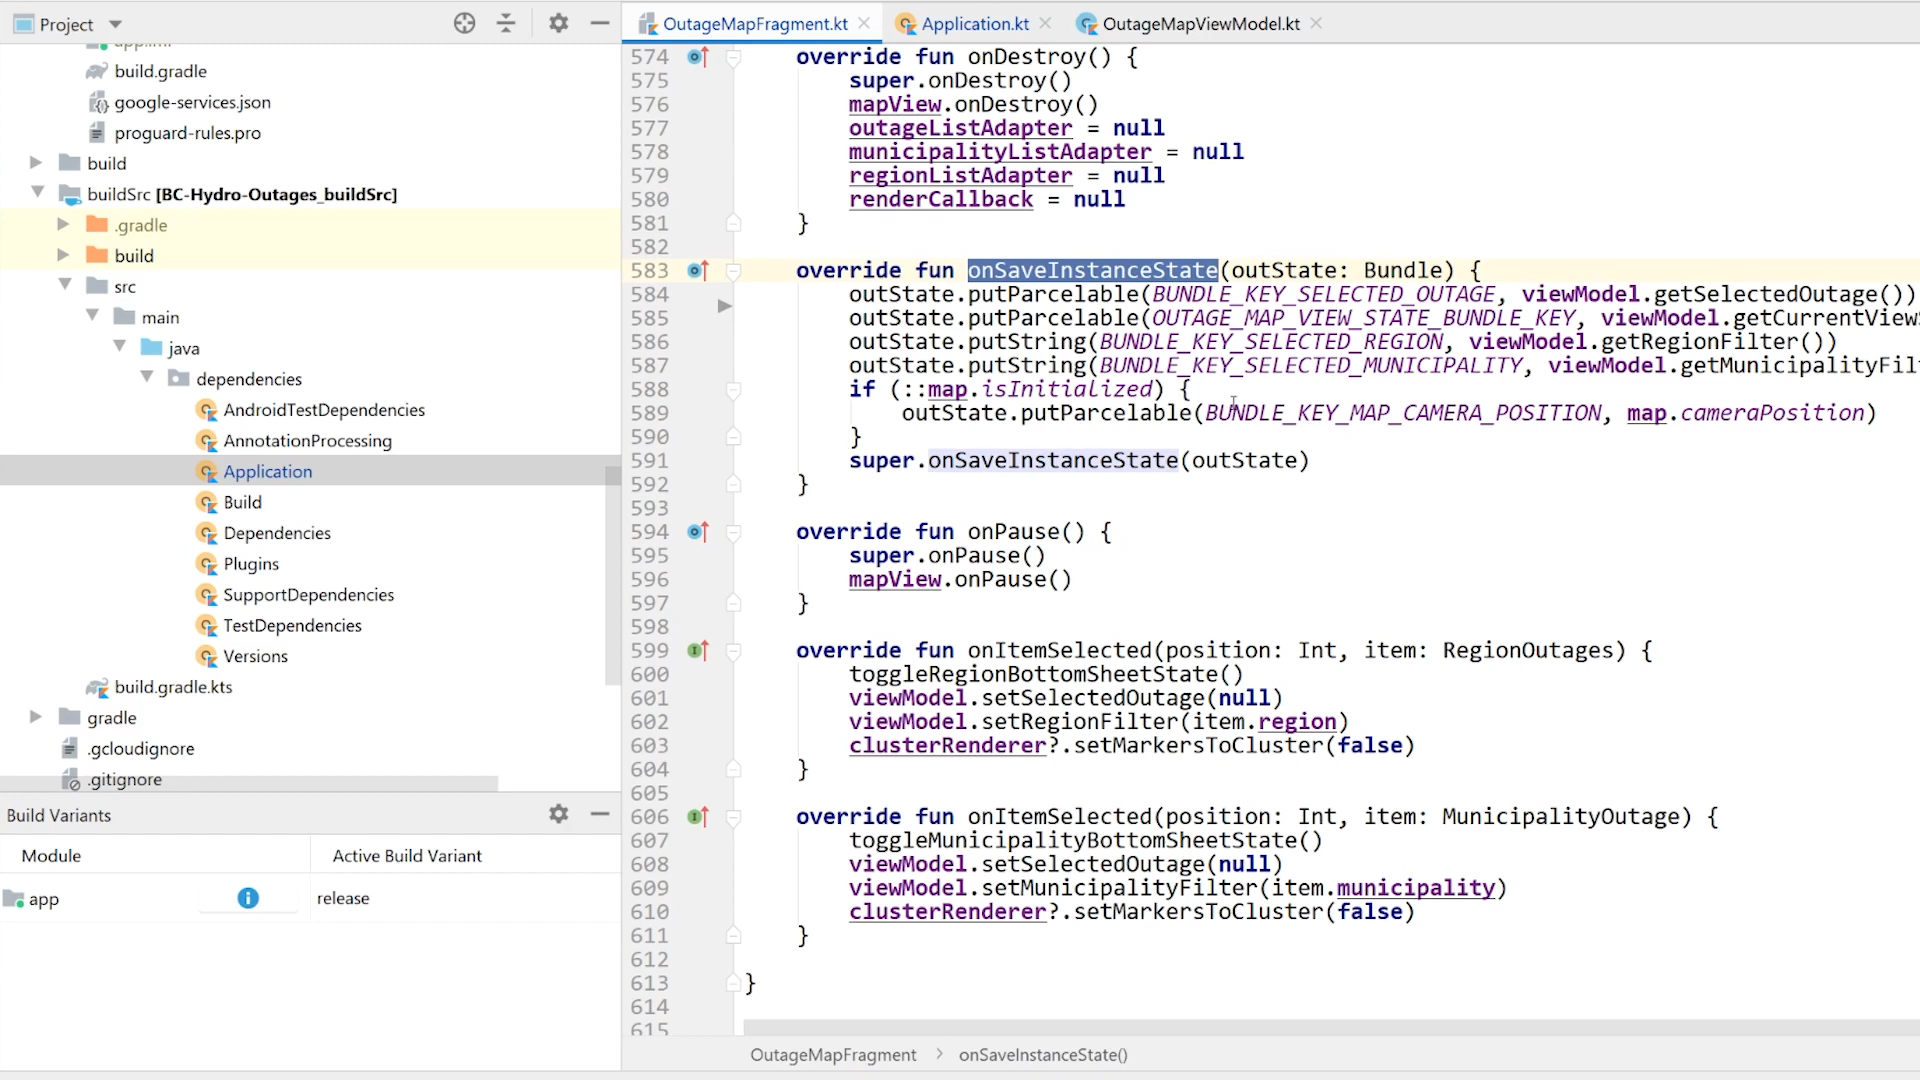 Project
build.gradle
google-services.json
proguard-rules.pro
build
buildSrc [BC-Hydro-Outages_buildSrc]
.gradle
build
src
main
java
dependencies
AndroidTestDependencies
AnnotationProcessing
Application
Build
Dependencies
Plugins
SupportDependencies
TestDependencies
Versions
build.gradle.kts
gradle
.gcloudignore
.gitignore
Build Variants
Module Active Build Variant
app release
OutageMapFragment.kt Application.kt OutageMapViewModel.kt
574 override fun onDestroy() {
575 super.onDestroy()
576 mapView.onDestroy()
577 outageListAdapter = null
578 municipalityListAdapter = null
579 regionListAdapter = null
580 renderCallback = null
581 }
582
583 override fun onSaveInstanceState(outState: Bundle) {
584 outState.putParcelable(BUNDLE_KEY_SELECTED_OUTAGE, viewModel.getSelectedOutage())
585 outState.putParcelable(OUTAGE_MAP_VIEW_STATE_BUNDLE_KEY, viewModel.getCurrentViewS
586 outState.putString(BUNDLE_KEY_SELECTED_REGION, viewModel.getRegionFilter())
587 outState.putString(BUNDLE_KEY_SELECTED_MUNICIPALITY, viewModel.getMunicipalityFil
588 if (::map.isInitialized) {
589 outState.putParcelable(BUNDLE_KEY_MAP_CAMERA_POSITION, map.cameraPosition)
590 }
591 super.onSaveInstanceState(outState)
592 }
593
594 override fun onPause() {
595 super.onPause()
596 mapView.onPause()
597 }
598
599 override fun onItemSelected(position: Int, item: RegionOutages) {
600 toggleRegionBottomSheetState()
601 viewModel.setSelectedOutage(null)
602 viewModel.setRegionFilter(item.region)
603 clusterRenderer?.setMarkersToCluster(false)
604 }
605
606 override fun onItemSelected(position: Int, item: MunicipalityOutage) {
607 toggleMunicipalityBottomSheetState()
608 viewModel.setSelectedOutage(null)
609 viewModel.setMunicipalityFilter(item.municipality)
610 clusterRenderer?.setMarkersToCluster(false)
611 }
612
613 }
614
615
OutageMapFragment > onSaveInstanceState()